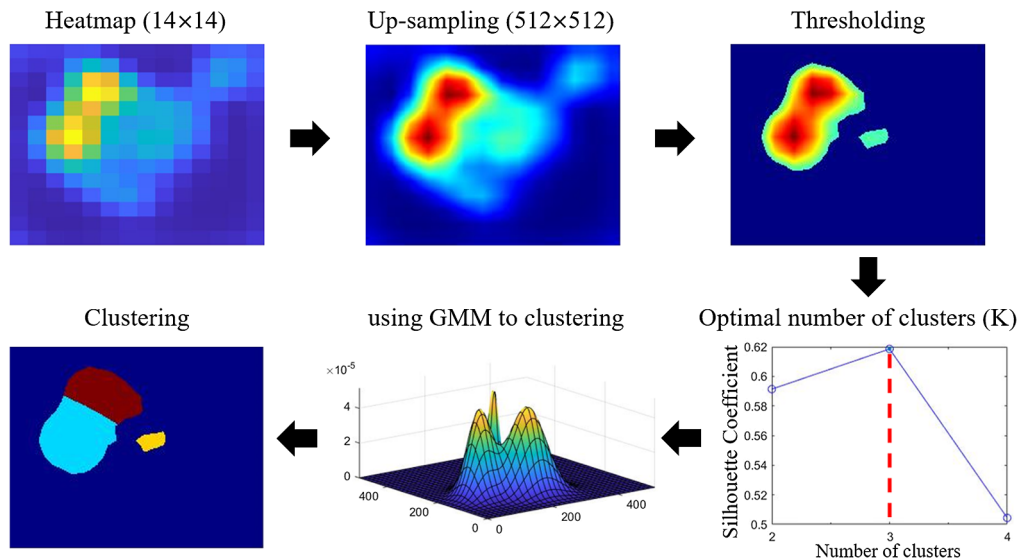 Heatmap (14×14)
Up-sampling (512×512)
Thresholding
Clustering
using GMM to clustering
Optimal number of clusters (K)
×10⁻⁵
4
2
0
400
200
0
0
200
400
Silhouette Coefficient
0.62
0.6
0.58
0.56
0.54
0.52
0.5
2
3
4
Number of clusters